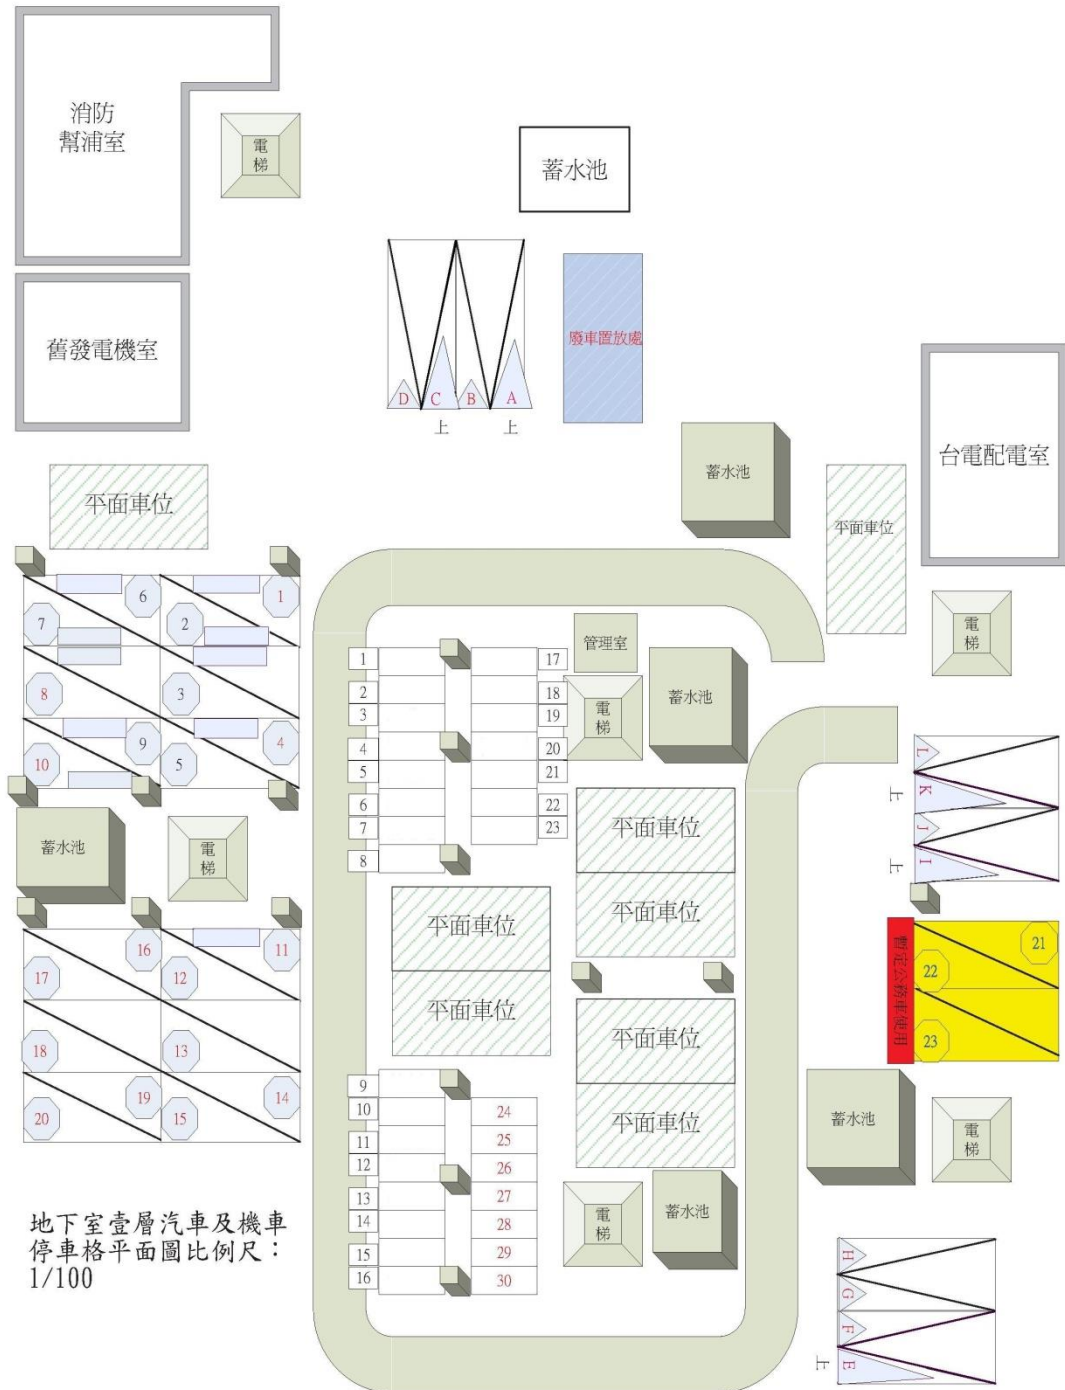 消防
幫浦室
電
梯
蓄水池
舊發電機室
廢車置放處
D
C
B
A
上
上
台電配電室
蓄水池
平面車位
平面車位
電
梯
6
1
7
2
8
3
9
4
10
5
蓄水池
電
梯
16
11
17
12
18
13
19
14
20
15
管理室
電
梯
蓄水池
1
2
3
4
5
6
7
8
17
18
19
20
21
22
23
平面車位
平面車位
平面車位
平面車位
平面車位
平面車位
9
10
11
12
13
14
15
16
24
25
26
27
28
29
30
電
梯
蓄水池
L
K
上
J
I
上
暫定公務車使用
21
22
23
蓄水池
電
梯
H
G
F
E
上
地下室壹層汽車及機車
停車格平面圖比例尺：
1/100